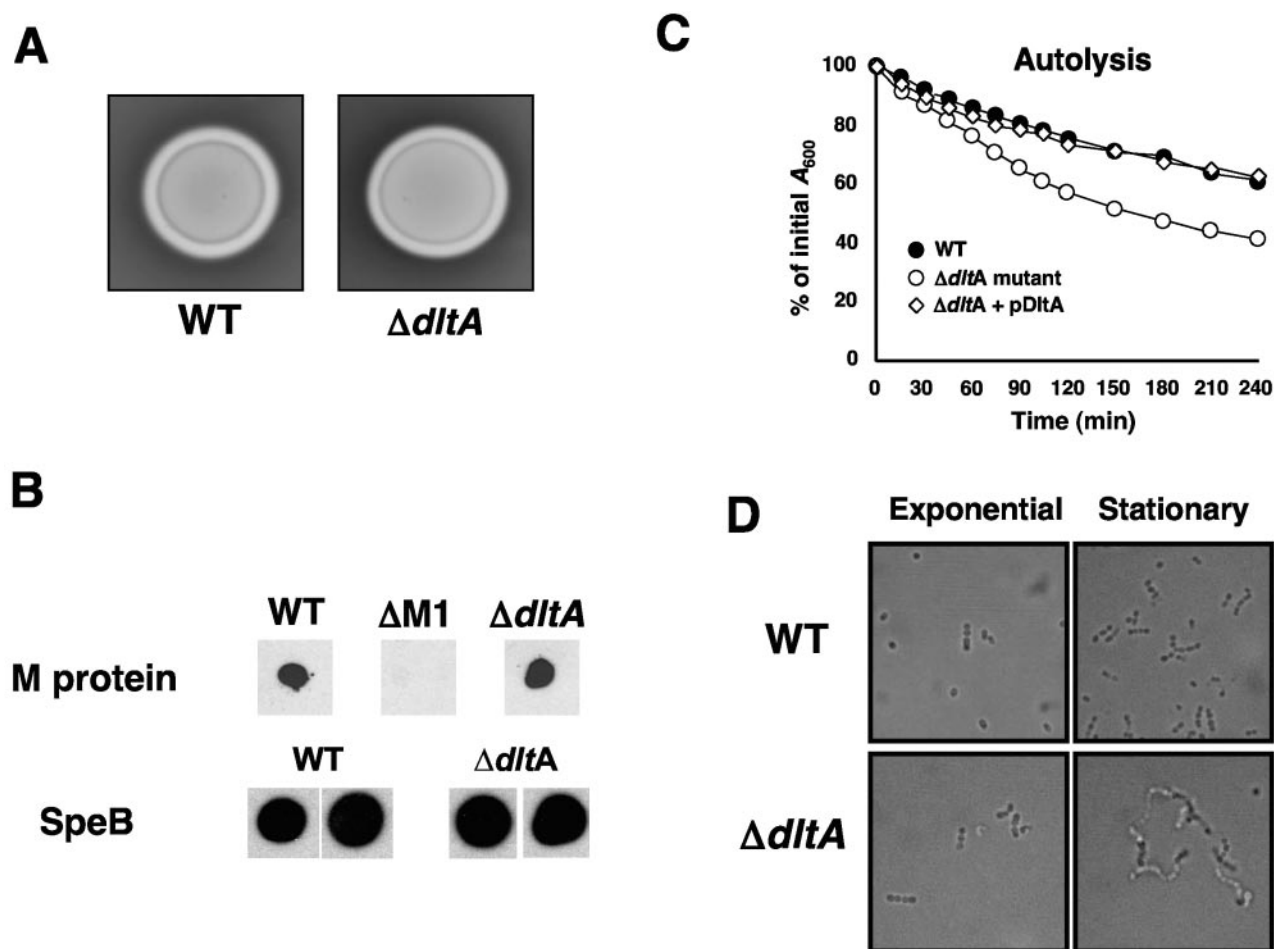 A
WT
ΔdltA
B
WT ΔM1 ΔdltA
M protein
WT ΔdltA
SpeB
C
Autolysis
% of initial A600
100
80
60
40
20
0
WT
ΔdltA mutant
ΔdltA + pDltA
0 30 60 90 120 150 180 210 240
Time (min)
D
Exponential Stationary
WT
ΔdltA